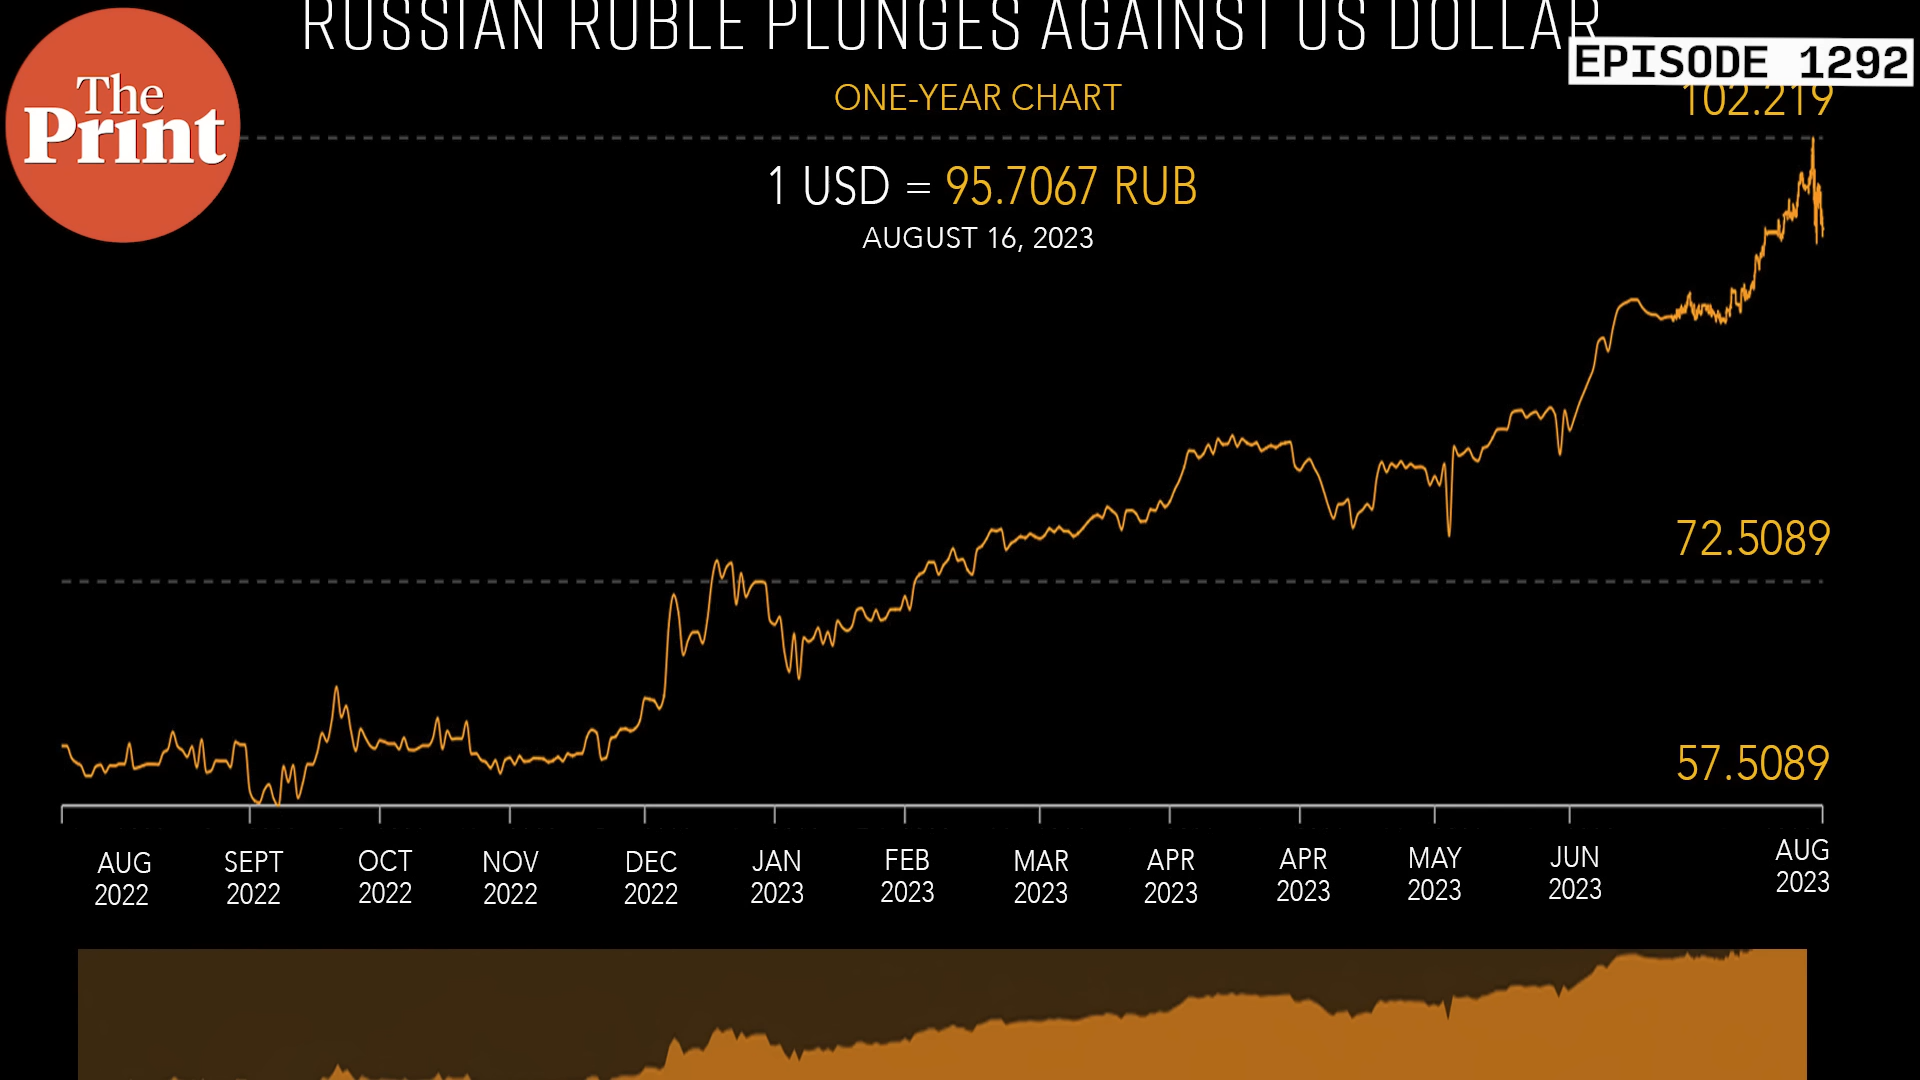 RUSSIAN RUBLE PLUNGES AGAINST US DOLLAR
EPISODE 1292
The
Print
ONE-YEAR CHART
102.219
1 USD = 95.7067 RUB
AUGUST 16, 2023
72.5089
57.5089
AUG 2022
SEPT 2022
OCT 2022
NOV 2022
DEC 2022
JAN 2023
FEB 2023
MAR 2023
APR 2023
APR 2023
MAY 2023
JUN 2023
AUG 2023